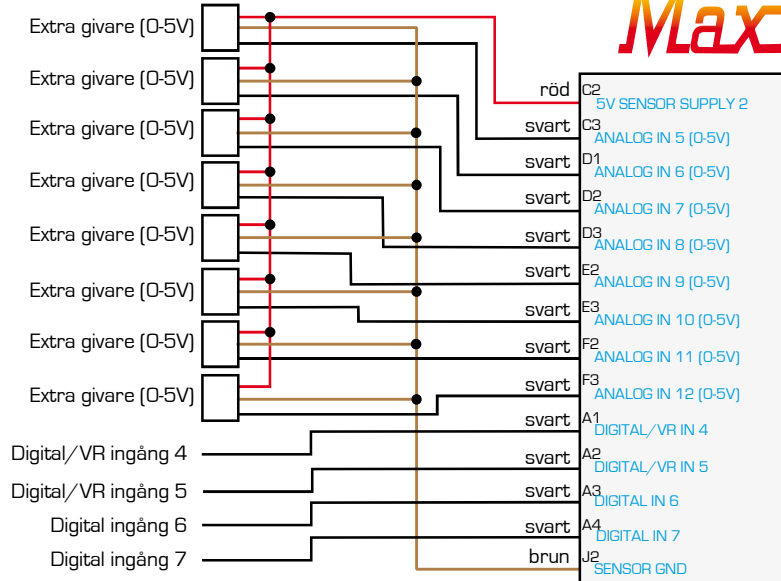 Max
Extra givare (0-5V)
Extra givare (0-5V)
Extra givare (0-5V)
Extra givare (0-5V)
Extra givare (0-5V)
Extra givare (0-5V)
Extra givare (0-5V)
Extra givare (0-5V)
Digital/VR ingång 4
Digital/VR ingång 5
Digital ingång 6
Digital ingång 7
röd C2 5V SENSOR SUPPLY 2
svart C3 ANALOG IN 5 (0-5V)
svart D1 ANALOG IN 6 (0-5V)
svart D2 ANALOG IN 7 (0-5V)
svart D3 ANALOG IN 8 (0-5V)
svart E2 ANALOG IN 9 (0-5V)
svart E3 ANALOG IN 10 (0-5V)
svart F2 ANALOG IN 11 (0-5V)
svart F3 ANALOG IN 12 (0-5V)
svart A1 DIGITAL/VR IN 4
svart A2 DIGITAL/VR IN 5
svart A3 DIGITAL IN 6
svart A4 DIGITAL IN 7
brun J2 SENSOR GND